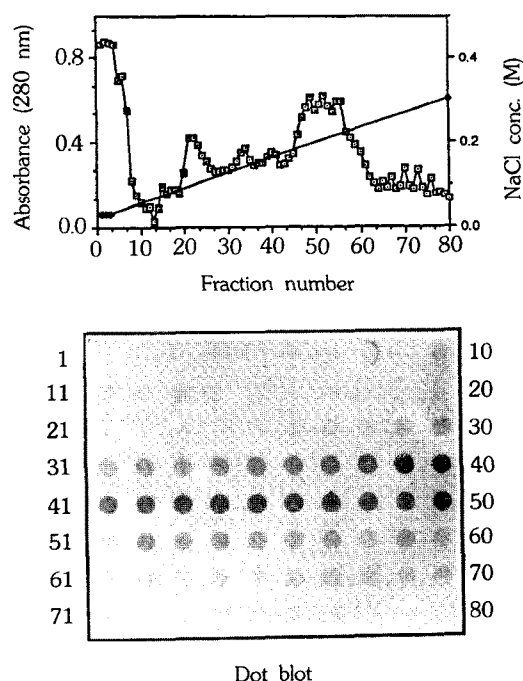 Absorbance (280 nm)
0.8
0.4
0.0
0.4
0.2
0.0
NaCl conc. (M)
0 10 20 30 40 50 60 70 80
Fraction number
1 10
11 20
21 30
31 40
41 50
51 60
61 70
71 80
Dot blot